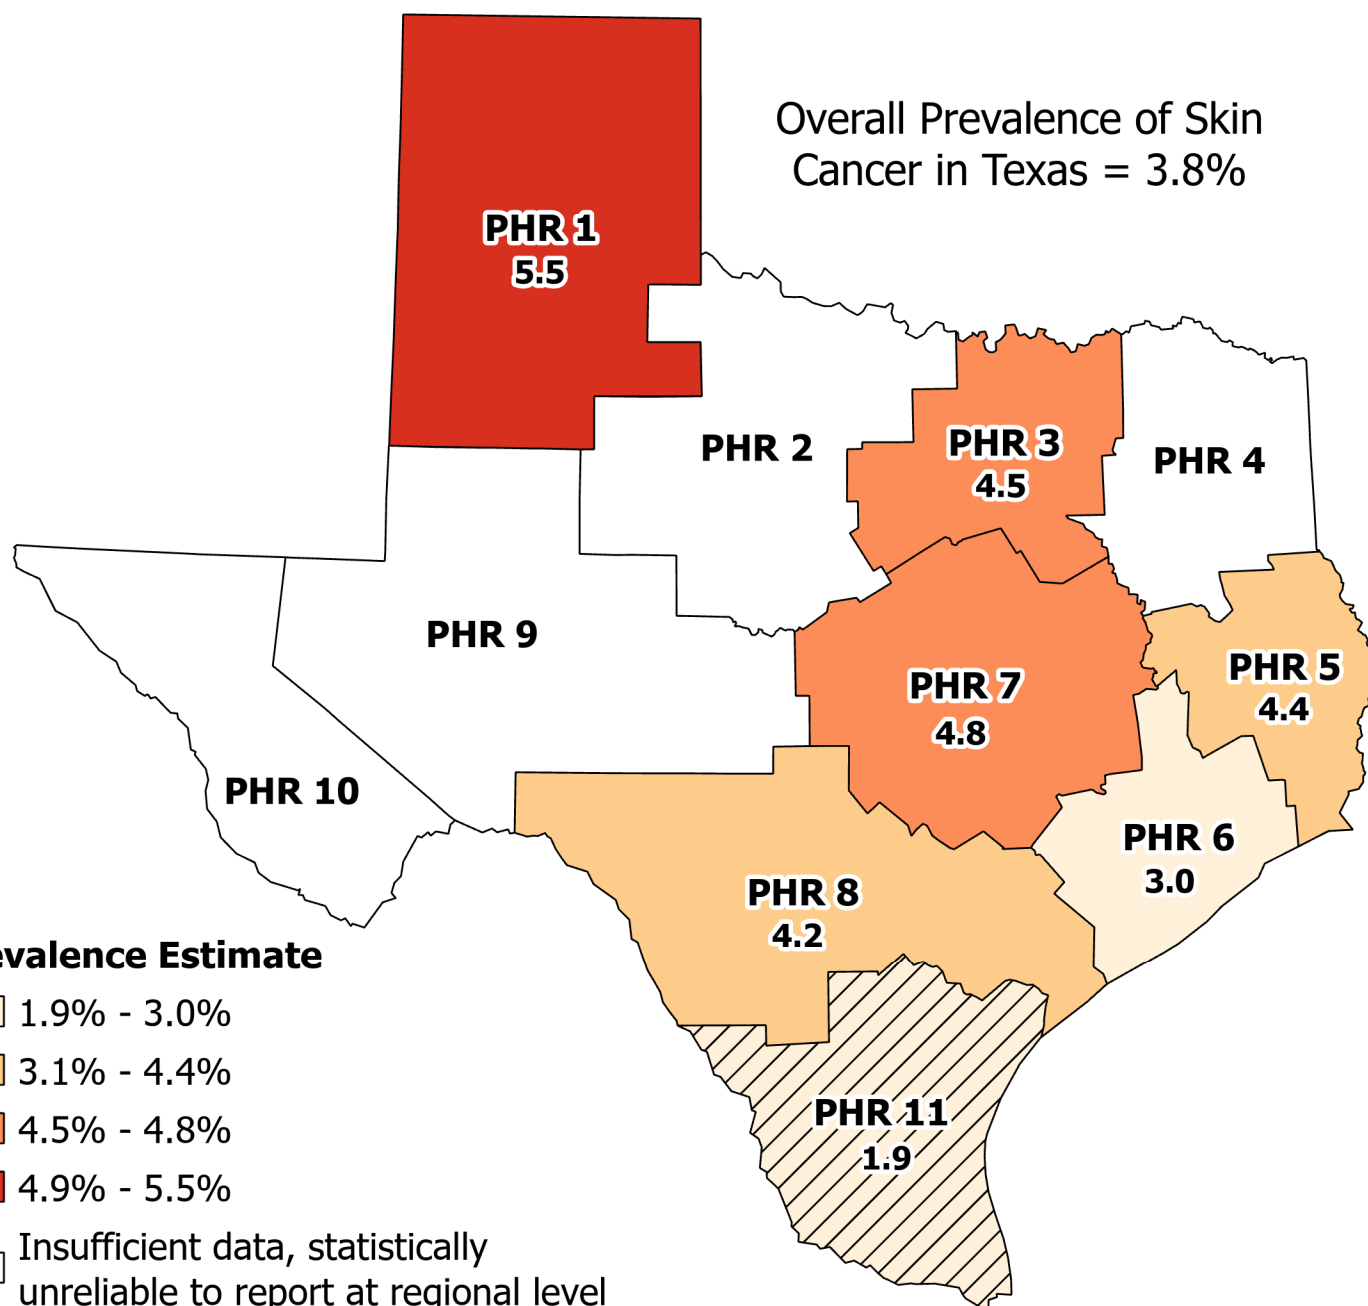 Overall Prevalence of Skin
Cancer in Texas = 3.8%
PHR 1
5.5
PHR 2
PHR 3
4.5
PHR 4
PHR 9
PHR 5
4.4
PHR 7
4.8
PHR 10
PHR 6
3.0
PHR 8
4.2
PHR 11
1.9
evalence Estimate
1.9% - 3.0%
3.1% - 4.4%
4.5% - 4.8%
4.9% - 5.5%
Insufficient data, statistically
unreliable to report at regional level